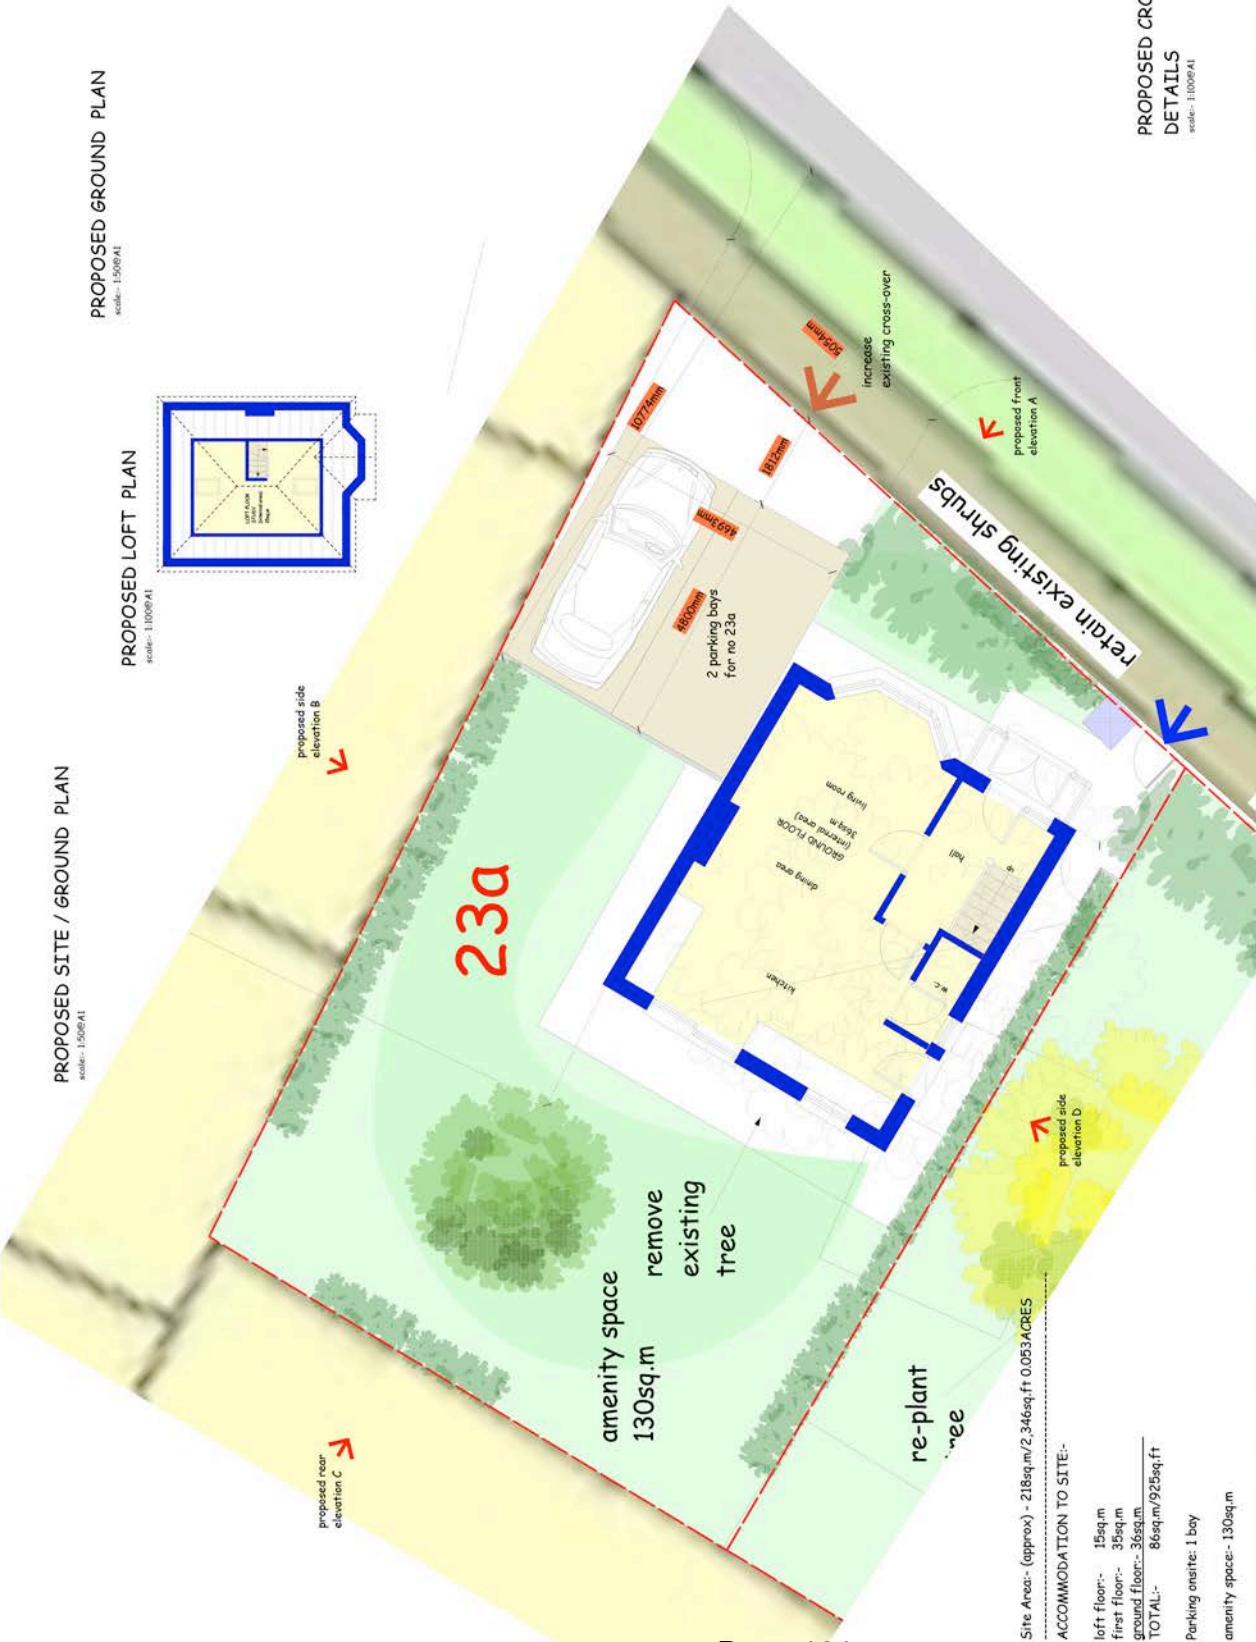 PROPOSED SITE / GROUND PLAN
scale:- 1:50@A1
PROPOSED LOFT PLAN
scale:- 1:100@A1
PROPOSED GROUND PLAN
scale:- 1:50@A1
PROPOSED CRO
DETAILS
scale:- 1:100@A1
LOFT FLOOR
STUDY
proposed side
elevation B
proposed rear
elevation C
23a
10774mm
1812mm
5054mm
4693mm
4800mm
2 parking bays
for no 23a
increase
existing cross-over
proposed front
elevation A
retain existing shrubs
living room
GROUND FLOOR
(internal area)
36sq.m
dining area
kitchen
hall
up
w.c.
remove
existing
tree
amenity space
130sq.m
proposed side
elevation D
re-plant
ree
Site Area:- (approx) - 218sq.m/2,346sq.ft 0.053ACRES
ACCOMMODATION TO SITE:-
loft floor:- 15sq.m
first floor:- 35sq.m
ground floor:- 36sq.m
TOTAL:- 86sq.m/925sq.ft
Parking onsite: 1 bay
amenity space:- 130sq.m